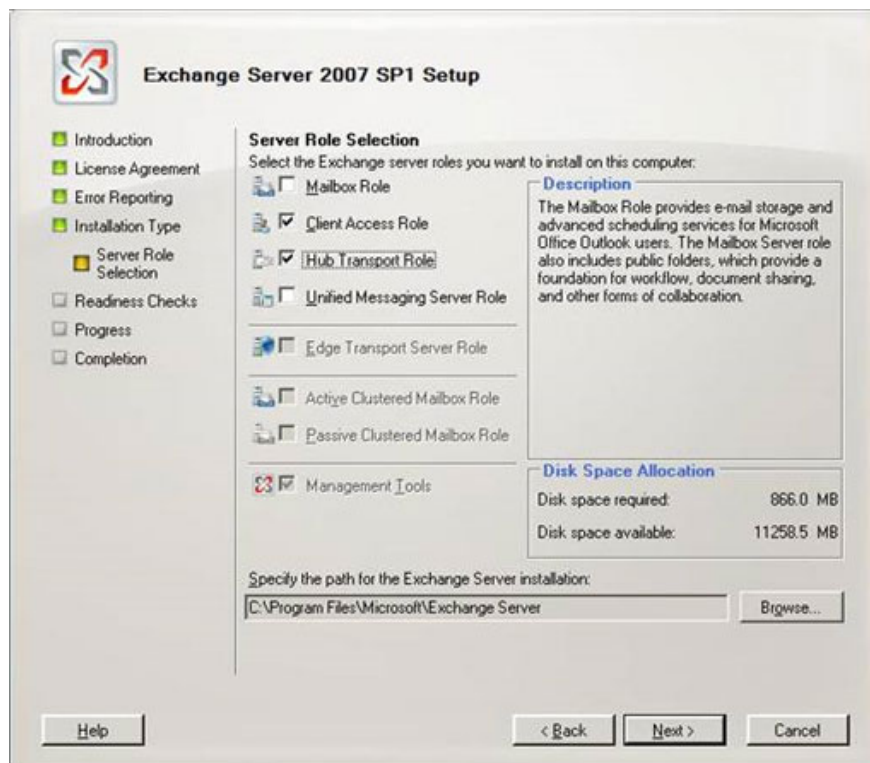 Exchange Server 2007 SP1 Setup
Introduction
License Agreement
Error Reporting
Installation Type
Server Role
Selection
Readiness Checks
Progress
Completion
Server Role Selection
Select the Exchange server roles you want to install on this computer:
Mailbox Role
Client Access Role
Hub Transport Role
Unified Messaging Server Role
Edge Transport Server Role
Active Clustered Mailbox Role
Passive Clustered Mailbox Role
Management Tools
Description
The Mailbox Role provides e-mail storage and
advanced scheduling services for Microsoft
Office Outlook users. The Mailbox Server role
also includes public folders, which provide a
foundation for workflow, document sharing,
and other forms of collaboration.
Disk Space Allocation
Disk space required: 866.0 MB
Disk space available: 11258.5 MB
Specify the path for the Exchange Server installation:
C:\Program Files\Microsoft\Exchange Server
Browse...
Help
< Back
Next >
Cancel